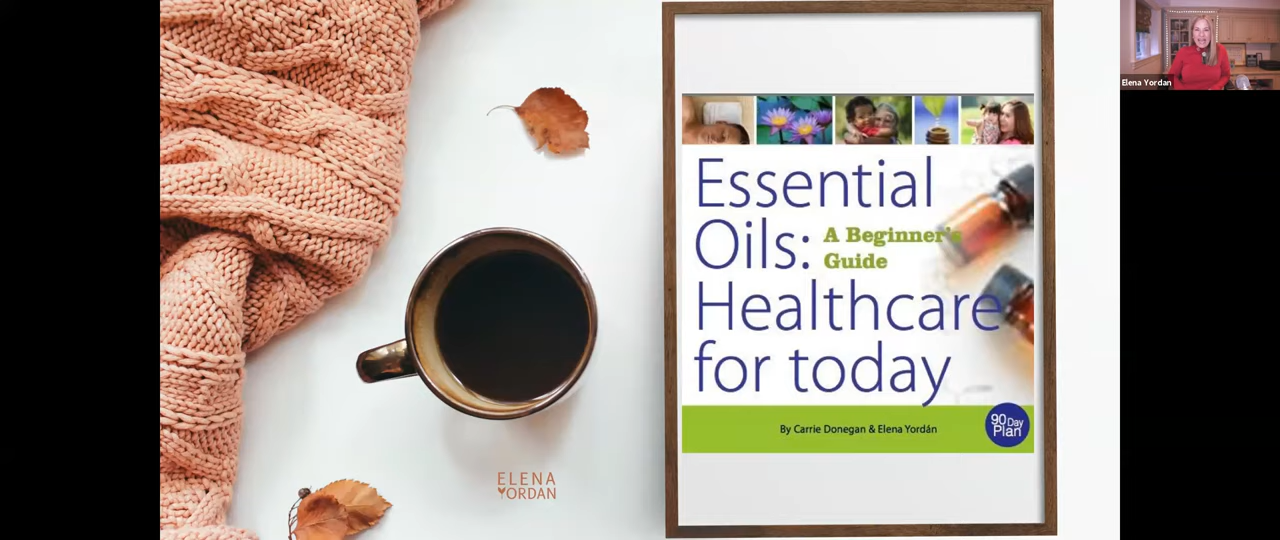 Essential
Oils: A Beginner's
Guide
Healthcare
for today
By Carrie Donegan & Elena Yordán
90 Day
Plan
ELENA
YORDAN
Elena Yordan